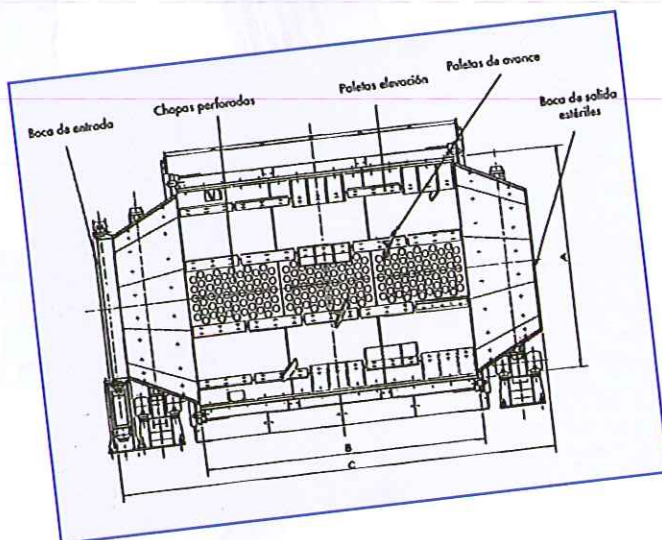 Boca de entrada
Chapas perforadas
Paletas elevación
Paletas de avance
Boca de salida
estériles
A
B
C